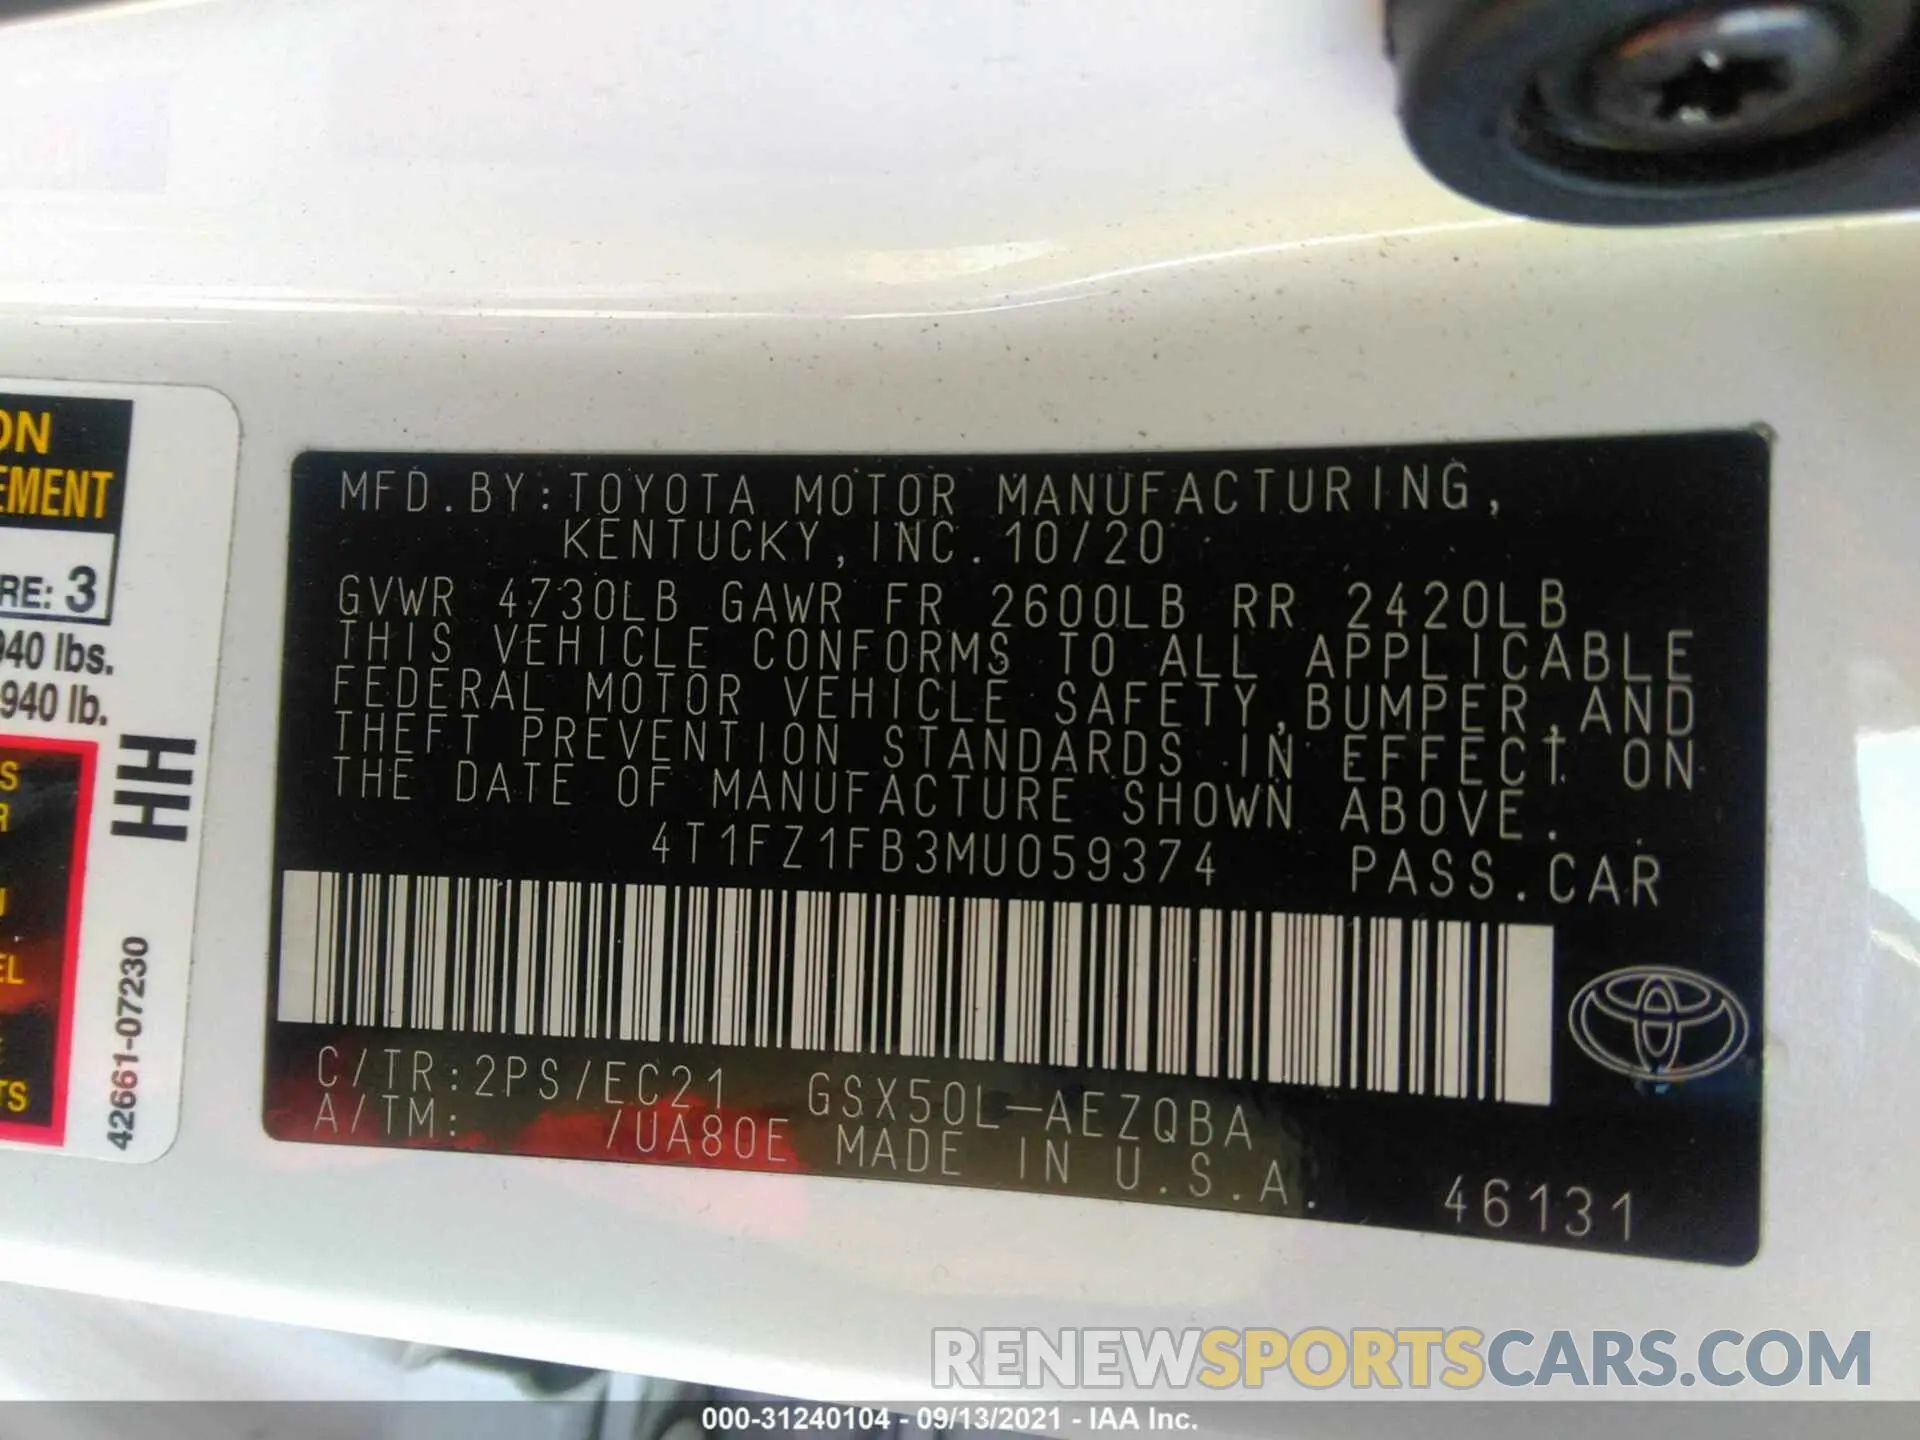 ON
EMENT
RE: 3
940 lbs.
940 lb.
HH
42661-07230
MFD.BY:TOYOTA MOTOR MANUFACTURING,
KENTUCKY, INC. 10/20
GVWR 4730LB GAWR FR 2600LB RR 2420LB
THIS VEHICLE CONFORMS TO ALL APPLICABLE
FEDERAL MOTOR VEHICLE SAFETY,BUMPER,AND
THEFT PREVENTION STANDARDS IN EFFECT ON
THE DATE OF MANUFACTURE SHOWN ABOVE.
4T1FZ1FB3MU059374 PASS.CAR
C/TR:2PS/EC21 GSX50L-AEZQBA
A/TM: /UA80E MADE IN U.S.A.
46131
RENEWSPORTSCARS.COM
000-31240104 - 09/13/2021 - IAA Inc.